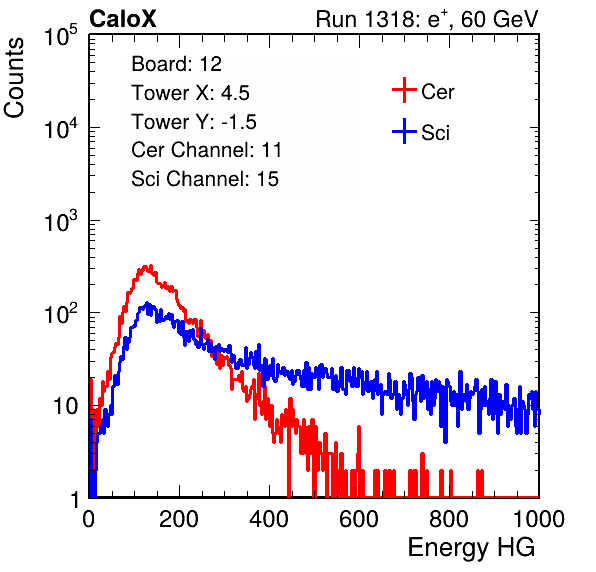 CaloX Run 1318: e⁺, 60 GeV
Counts
10⁵
10⁴
10³
10²
10
1
Board: 12
Tower X: 4.5
Tower Y: -1.5
Cer Channel: 11
Sci Channel: 15
Cer
Sci
0 200 400 600 800 1000
Energy HG